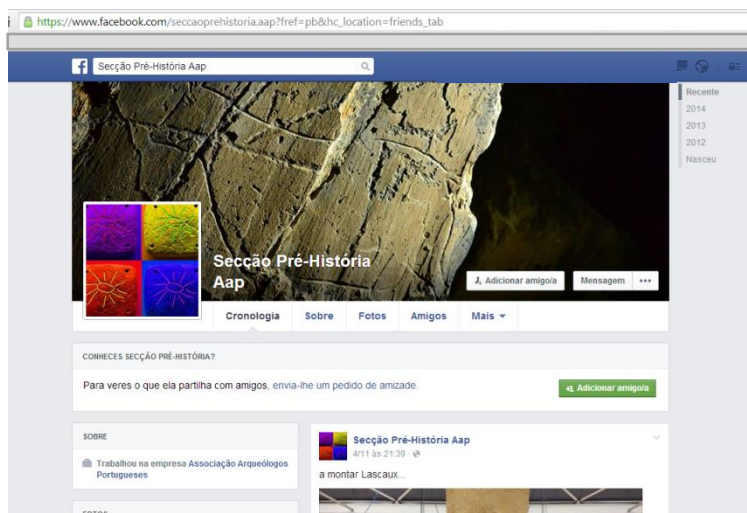 https://www.facebook.com/seccaoprehistoria.aap?fref=pb&hc_location=friends_tab
Secção Pré-História Aap
Recente
2014
2013
2012
Nasceu
Secção Pré-História
Aap
Adicionar amigo/a
Mensagem
Cronologia Sobre Fotos Amigos Mais
CONHECES SECÇÃO PRÉ-HISTÓRIA?
Para veres o que ela partilha com amigos, envia-lhe um pedido de amizade.
Adicionar amigo/a
SOBRE
Trabalhou na empresa Associação Arqueólogos
Portugueses
FOTOS
Secção Pré-História Aap
4/11 às 21:39
a montar Lascaux...